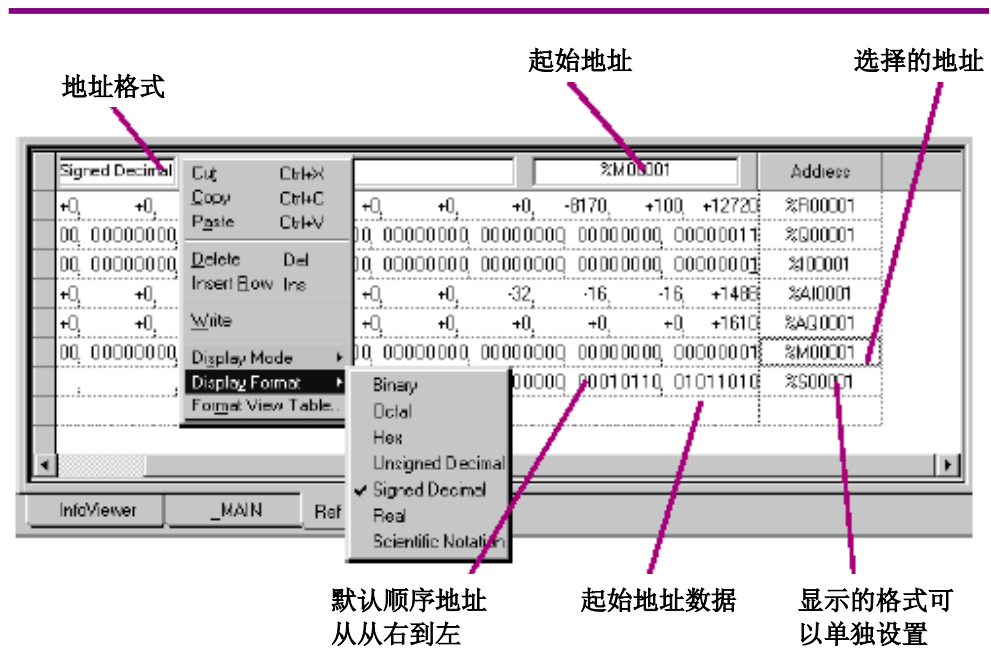 起始地址
选择的地址
地址格式
Signed Decimal
%M00001
Address
Cut Ctrl+X
Copy Ctrl+C
Paste Ctrl+V
Delete Del
Insert Row Ins
Write
Display Mode
Display Format
Format View Table..
+0, +0, +0, +0, +0, -8170, +100, +12720 %R00001
00, 00000000, 00, 00000000, 00000000, 00000000, 00000011 %Q00001
00, 00000000, 00, 00000000, 00000000, 00000000, 00000001 %I00001
+0, +0, +0, +0, -32, -16, -16, +1488 %AI0001
+0, +0, +0, +0, +0, +0, +0, +1610 %AQ0001
00, 00000000, 00, 00000000, 00000000, 00000000, 00000001 %M00001
00000, 00010110, 01011010 %S00001
Binary
Octal
Hex
Unsigned Decimal
Signed Decimal
Real
Scientific Notation
InfoViewer
_MAIN
Ref
默认顺序地址
从从右到左
起始地址数据
显示的格式可
以单独设置